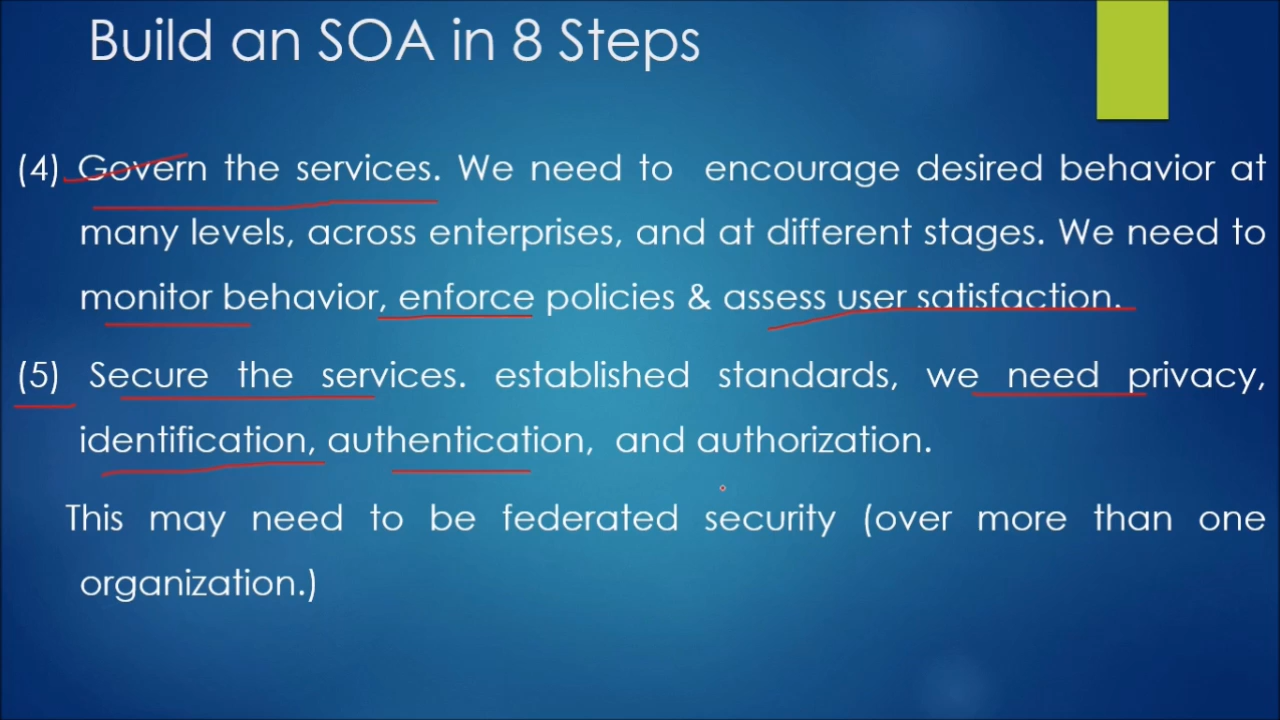 Build an SOA in 8 Steps
(4) Govern the services. We need to encourage desired behavior at
many levels, across enterprises, and at different stages. We need to
monitor behavior, enforce policies & assess user satisfaction.
(5) Secure the services. established standards, we need privacy,
identification, authentication, and authorization.
This may need to be federated security (over more than one
organization.)